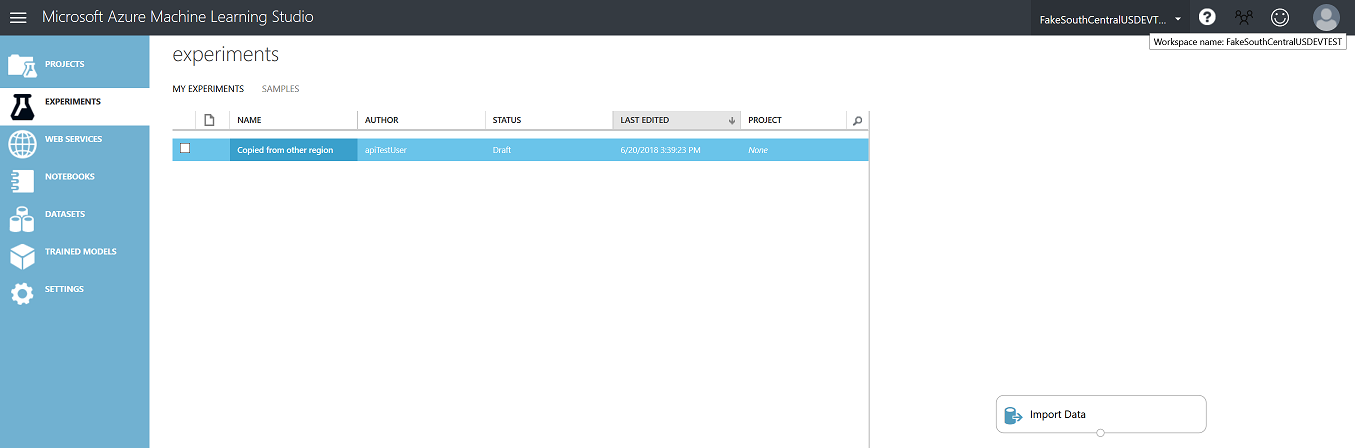 Microsoft Azure Machine Learning Studio
FakeSouthCentralUSDEVT...
?
Workspace name: FakeSouthCentralUSDEVTEST
PROJECTS
EXPERIMENTS
WEB SERVICES
NOTEBOOKS
DATASETS
TRAINED MODELS
SETTINGS
experiments
MY EXPERIMENTS SAMPLES
NAME AUTHOR STATUS LAST EDITED PROJECT
Copied from other region apiTestUser Draft 6/20/2018 3:39:23 PM None
Import Data